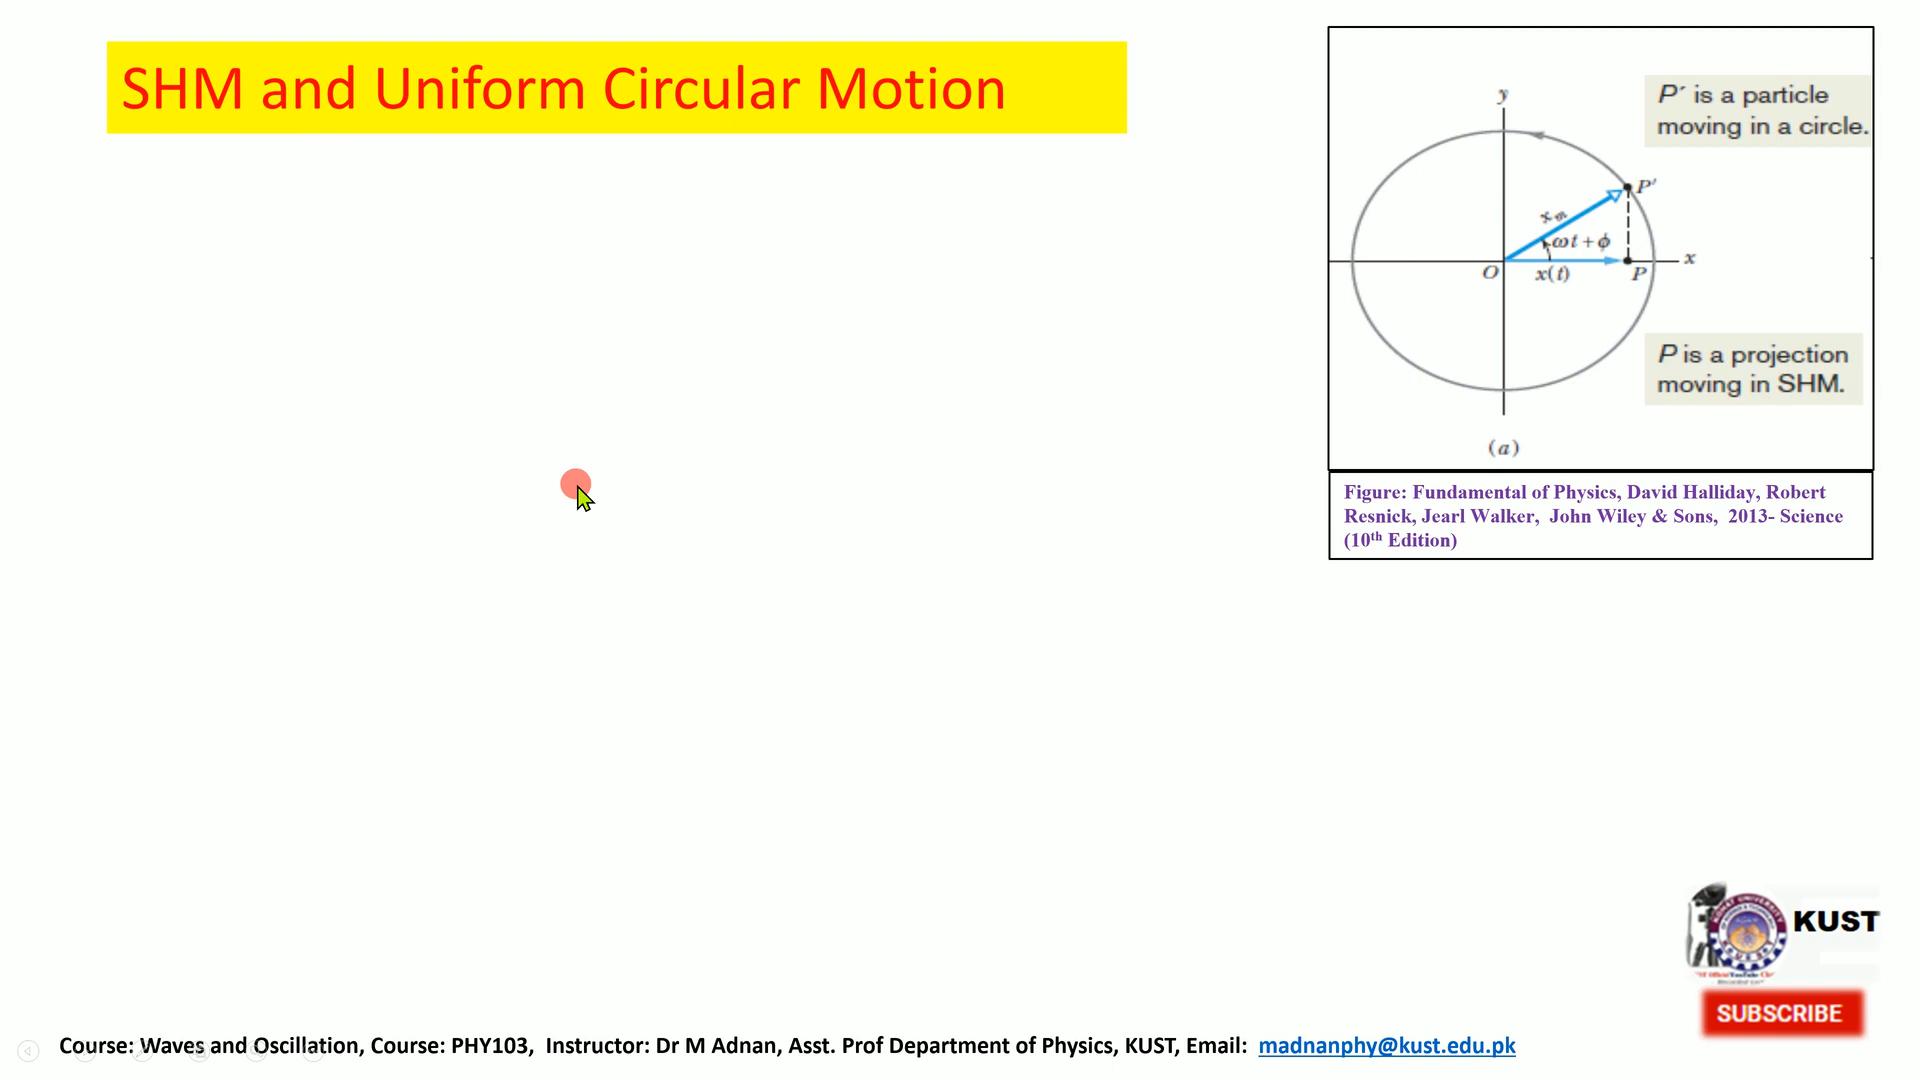 SHM and Uniform Circular Motion
y
P′ is a particle
moving in a circle.
P′
xm
ωt + ϕ
x
O
x(t)
P
P is a projection
moving in SHM.
(a)
Figure: Fundamental of Physics, David Halliday, Robert
Resnick, Jearl Walker, John Wiley & Sons, 2013- Science
(10th Edition)
KUST
SUBSCRIBE
Course: Waves and Oscillation, Course: PHY103, Instructor: Dr M Adnan, Asst. Prof Department of Physics, KUST, Email: madnanphy@kust.edu.pk